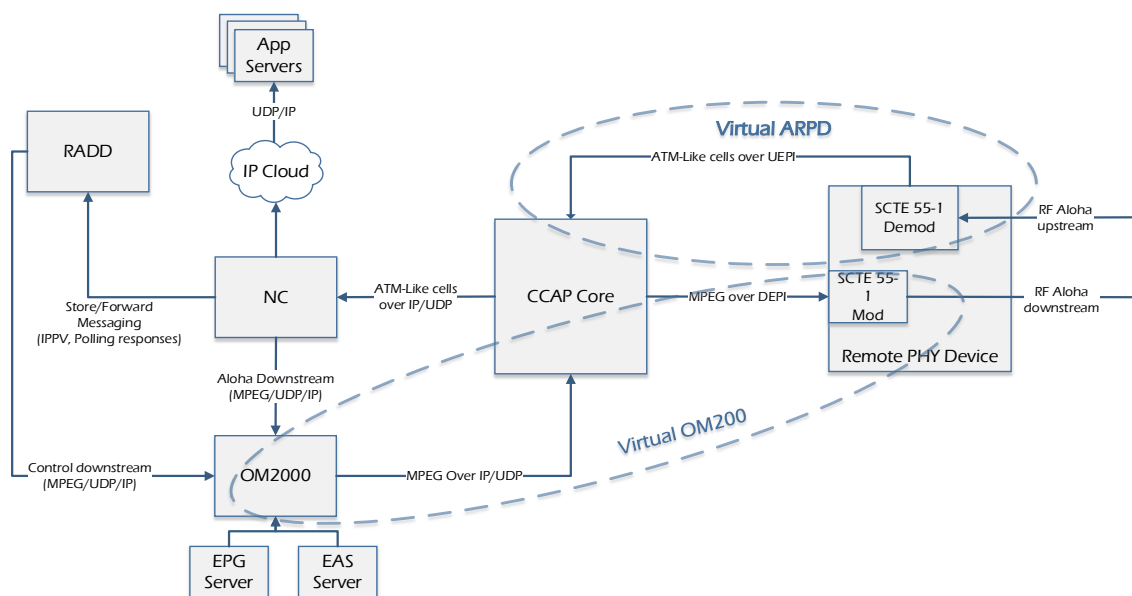 App
Servers
UDP/IP
Virtual ARPD
RADD
IP Cloud
ATM-Like cells over UEPI
SCTE 55-1
Demod
RF Aloha
upstream
NC
ATM-Like cells
over IP/UDP
CCAP Core
MPEG over DEPI
SCTE 55-
1
Mod
RF Aloha
downstream
Store/Forward
Messaging
(IPPV, Polling responses)
Remote PHY Device
Aloha Downstream
(MPEG/UDP/IP)
Virtual OM200
Control downstream
(MPEG/UDP/IP)
OM2000
MPEG Over IP/UDP
EPG
Server
EAS
Server